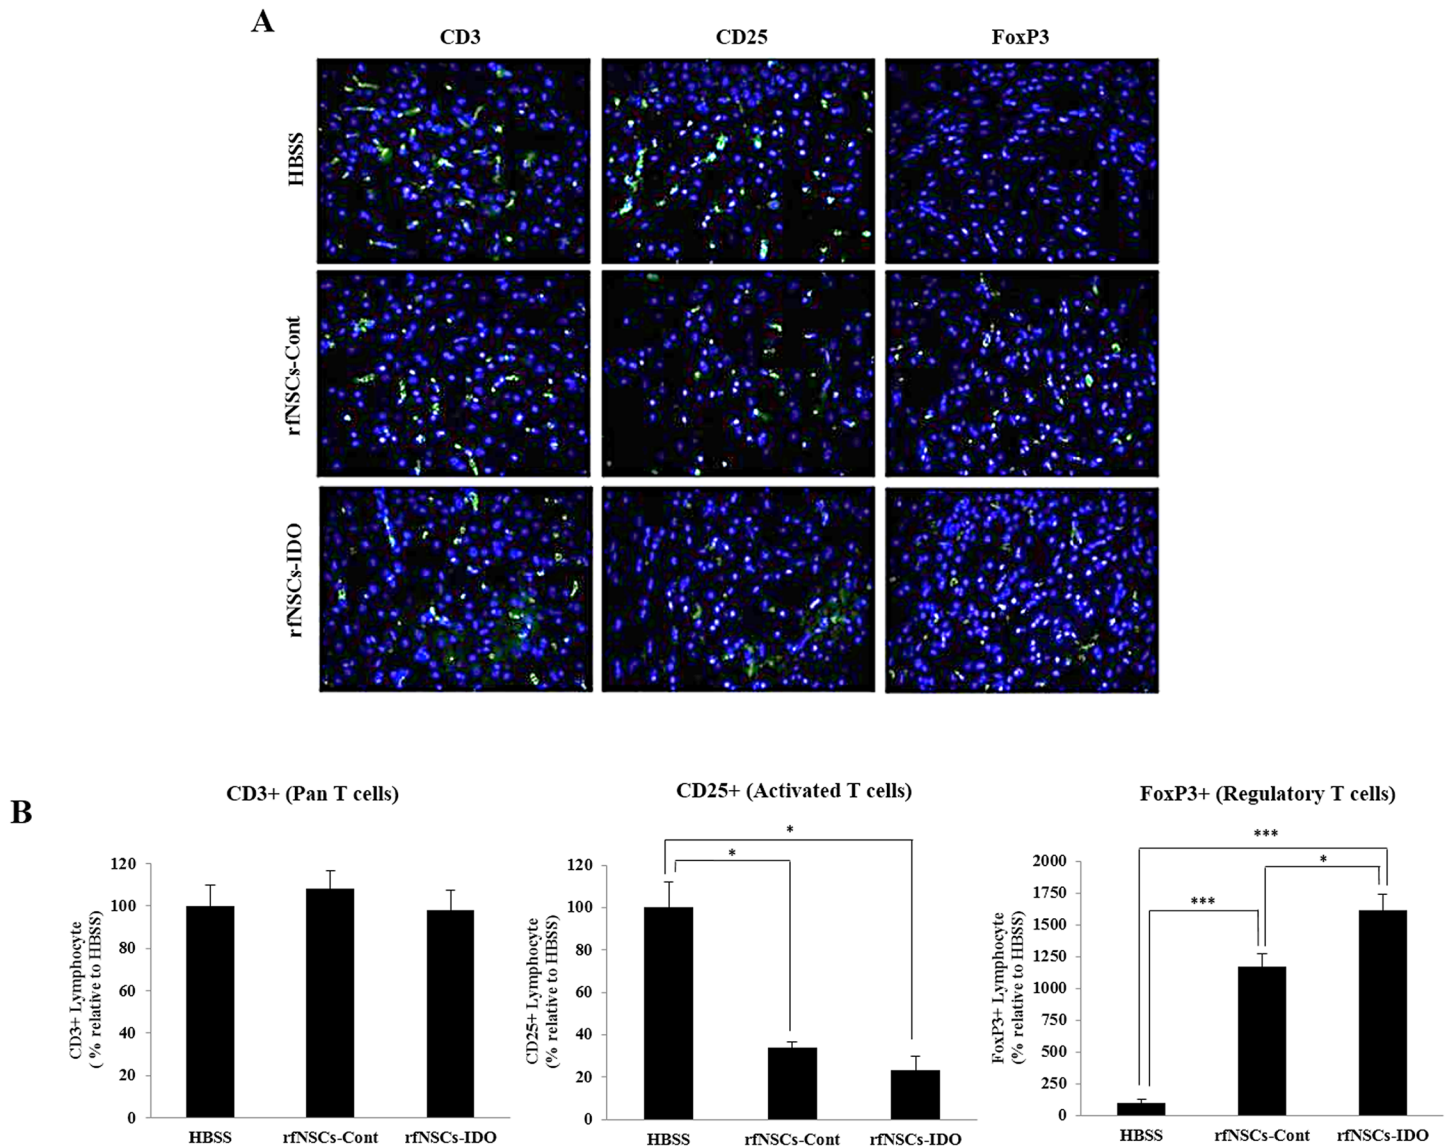 A
CD3
CD25
FoxP3
HBSS
rfNSCs-Cont
rfNSCs-IDO
B
CD3+ (Pan T cells)
CD3+ Lymphocyte
( % relative to HBSS)
120
100
80
60
40
20
0
HBSS
rfNSCs-Cont
rfNSCs-IDO
CD25+ (Activated T cells)
*
*
CD25+ Lymphocyte
(% relative to HBSS)
120
100
80
60
40
20
0
HBSS
rfNSCs-Cont
rfNSCs-IDO
FoxP3+ (Regulatory T cells)
***
*
***
FoxP3+ Lymphocyte
(% relative to HBSS)
2000
1750
1500
1250
1000
750
500
250
0
HBSS
rfNSCs-Cont
rfNSCs-IDO